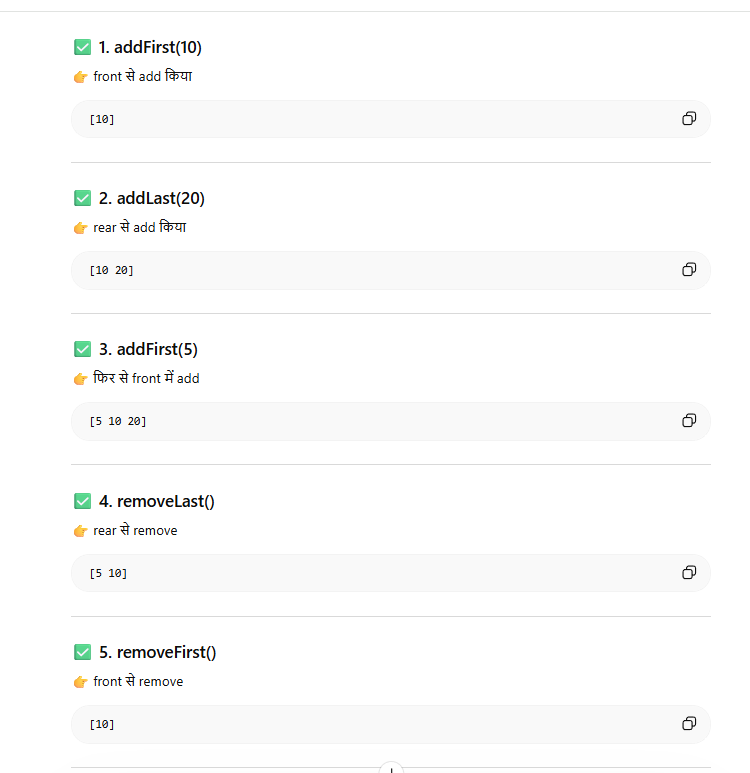 ✅ 1. addFirst(10)
👉 front से add किया
[10]
✅ 2. addLast(20)
👉 rear से add किया
[10 20]
✅ 3. addFirst(5)
👉 फिर से front में add
[5 10 20]
✅ 4. removeLast()
👉 rear से remove
[5 10]
✅ 5. removeFirst()
👉 front से remove
[10]